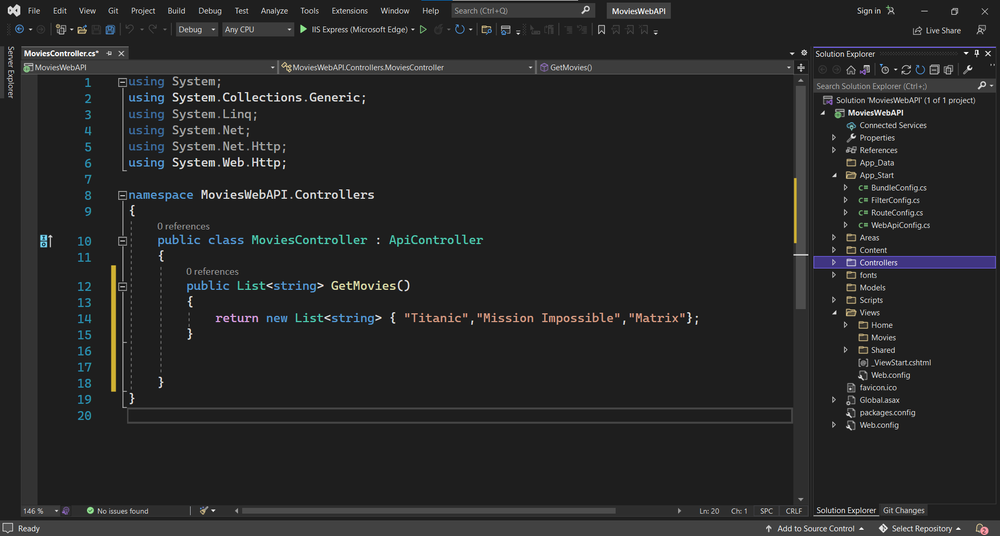 File Edit View Git Project Build Debug Test Analyze Tools Extensions Window Help Search (Ctrl+Q) MoviesWebAPI Sign in
Debug Any CPU IIS Express (Microsoft Edge) Live Share
Server Explorer
MoviesController.cs*
MoviesWebAPI MoviesWebAPI.Controllers.MoviesController GetMovies()
1 using System;
2 using System.Collections.Generic;
3 using System.Linq;
4 using System.Net;
5 using System.Net.Http;
6 using System.Web.Http;
7
8 namespace MoviesWebAPI.Controllers
9 {
0 references
10 public class MoviesController : ApiController
11 {
0 references
12 public List<string> GetMovies()
13 {
14 return new List<string> { "Titanic","Mission Impossible","Matrix"};
15 }
16
17
18 }
19 }
20
146 % No issues found Ln: 20 Ch: 1 SPC CRLF
Solution Explorer
Search Solution Explorer (Ctrl+;)
Solution 'MoviesWebAPI' (1 of 1 project)
MoviesWebAPI
Connected Services
Properties
References
App_Data
App_Start
C# BundleConfig.cs
C# FilterConfig.cs
C# RouteConfig.cs
C# WebApiConfig.cs
Areas
Content
Controllers
fonts
Models
Scripts
Views
Home
Movies
Shared
[@] _ViewStart.cshtml
Web.config
favicon.ico
Global.asax
packages.config
Web.config
Solution Explorer Git Changes
Ready Add to Source Control Select Repository 2